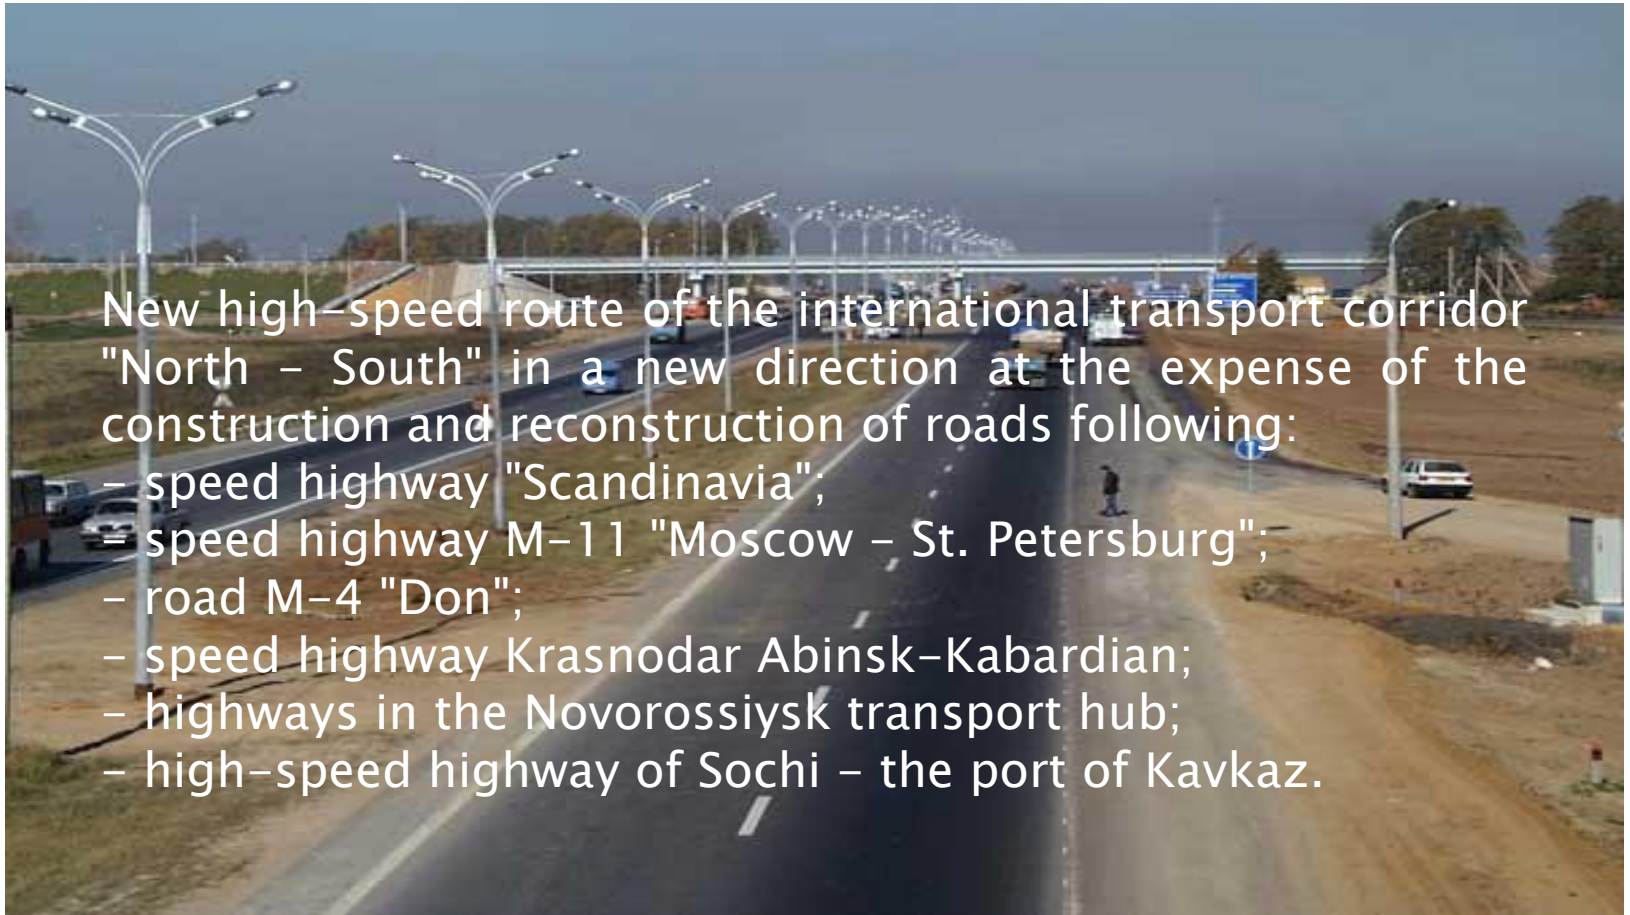 New high-speed route of the international transport corridor
"North - South" in a new direction at the expense of the
construction and reconstruction of roads following:
- speed highway "Scandinavia";
- speed highway M-11 "Moscow - St. Petersburg";
- road M-4 "Don";
- speed highway Krasnodar Abinsk-Kabardian;
- highways in the Novorossiysk transport hub;
- high-speed highway of Sochi - the port of Kavkaz.